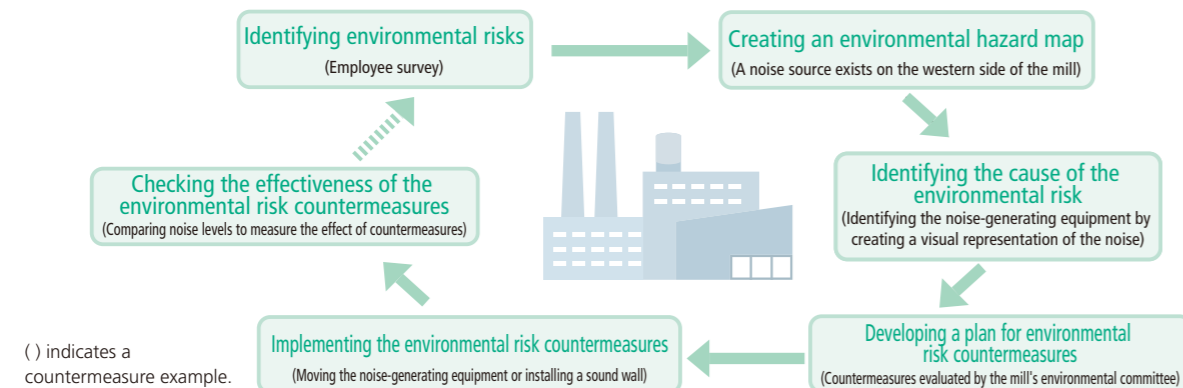 Identifying environmental risks
(Employee survey)
Creating an environmental hazard map
(A noise source exists on the western side of the mill)
Identifying the cause of the
environmental risk
(Identifying the noise-generating equipment by
creating a visual representation of the noise)
Developing a plan for environmental
risk countermeasures
(Countermeasures evaluated by the mill's environmental committee)
Implementing the environmental risk countermeasures
(Moving the noise-generating equipment or installing a sound wall)
Checking the effectiveness of the
environmental risk countermeasures
(Comparing noise levels to measure the effect of countermeasures)
( ) indicates a
countermeasure example.